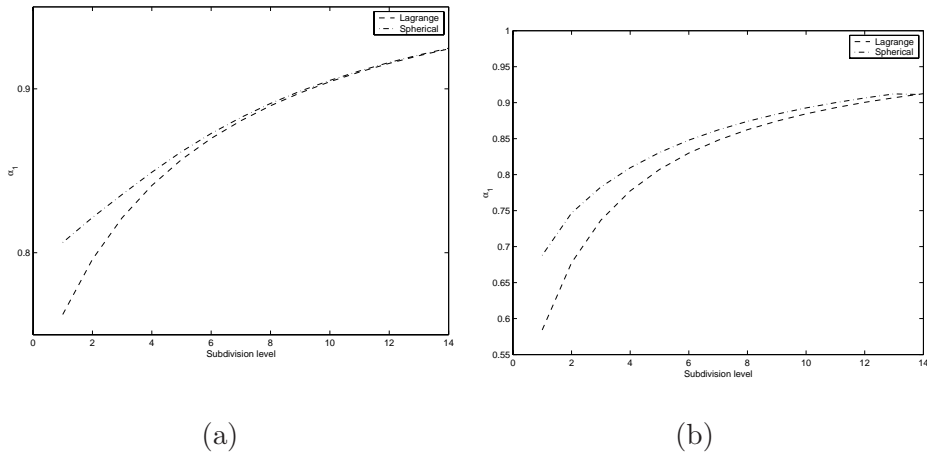 Lagrange
Spherical
0.9
0.8
α1
0 2 4 6 8 10 12 14
Subdivision level
(a)
Lagrange
Spherical
1
0.95
0.9
0.85
0.8
0.75
0.7
0.65
0.6
0.55
α1
0 2 4 6 8 10 12 14
Subdivision level
(b)